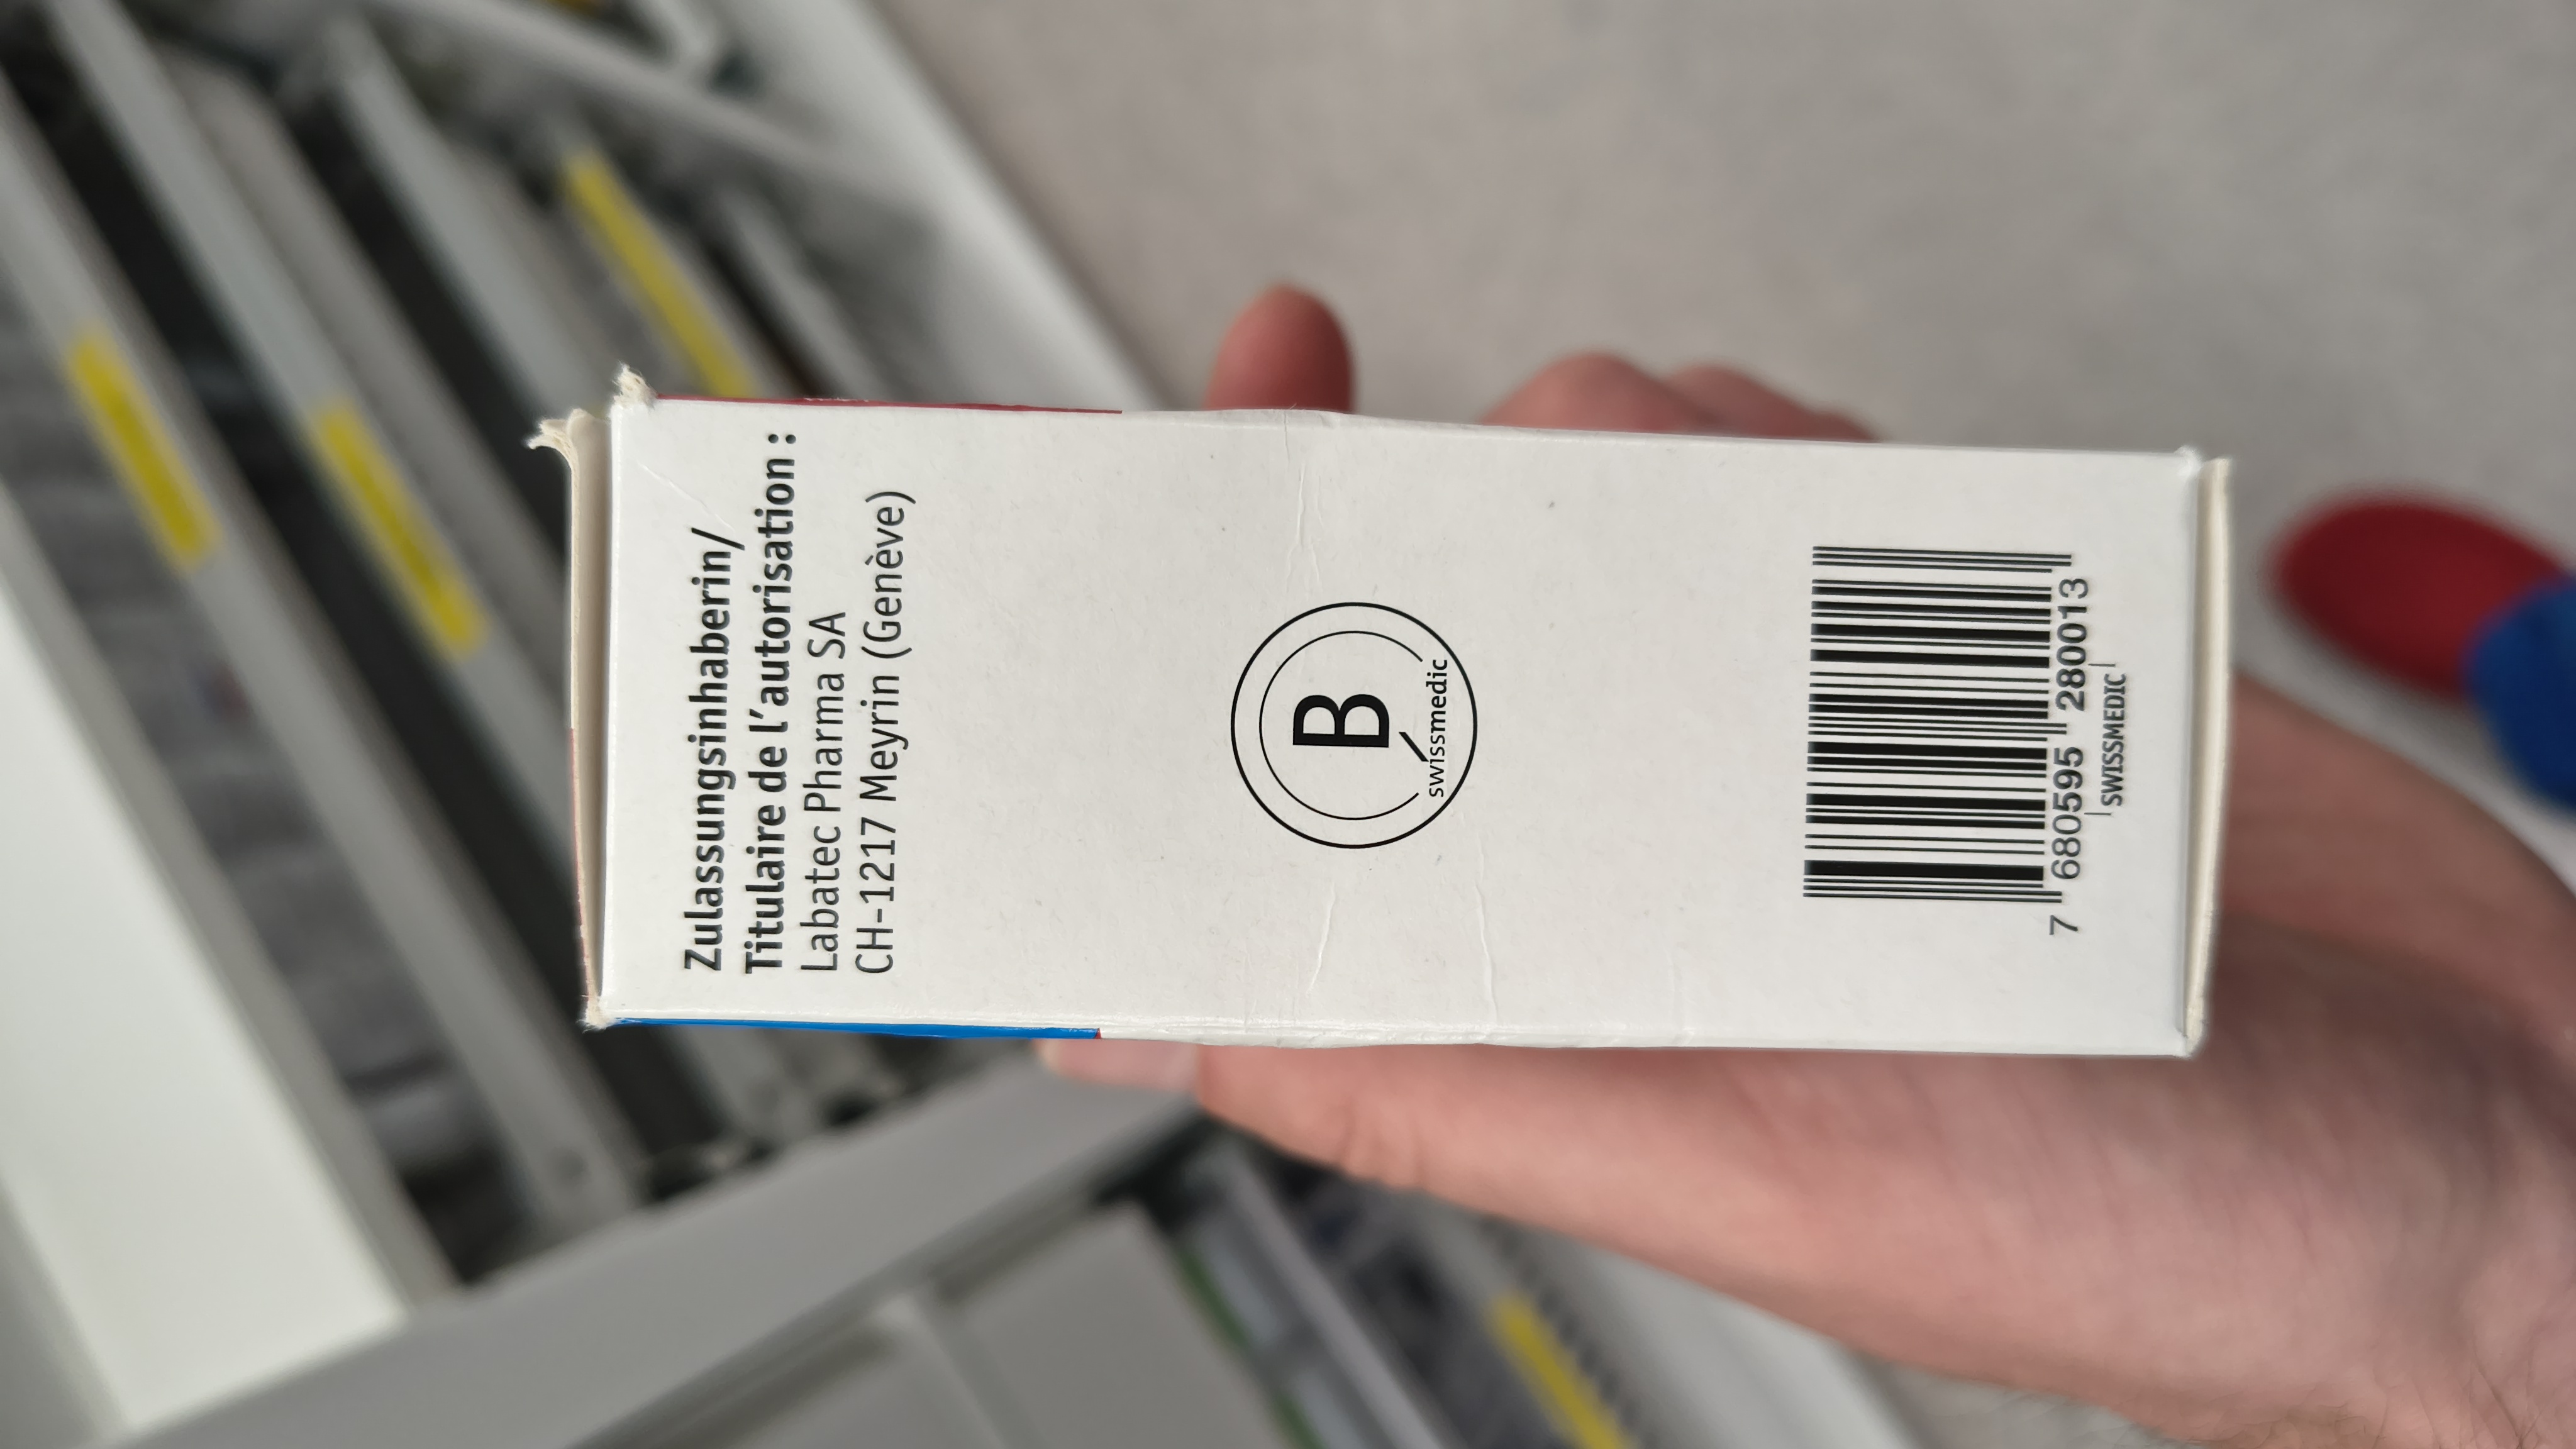 Zulassungsinhaberin/
Titulaire de l'autorisation :
Labatec Pharma SA
CH-1217 Meyrin (Genève)
B
swissmedic
7 680595 280013
SWISSMEDIC